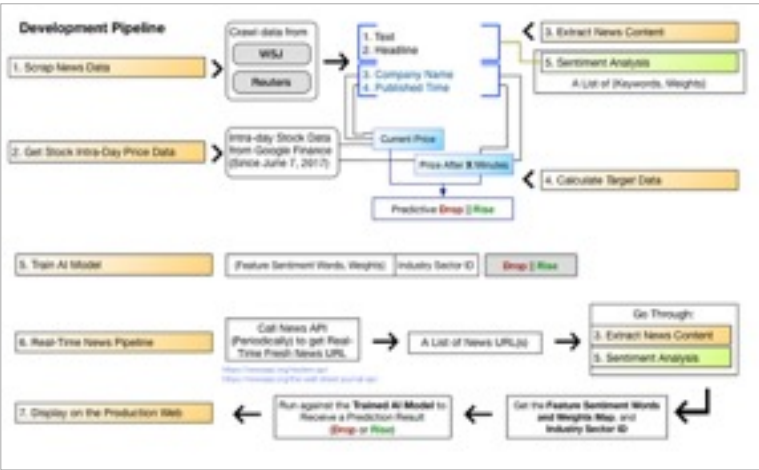 Development Pipeline
1. Scrap News Data
Crawl data from
WSJ
Reuters
1. Text
2. Headline
3. Company Name
4. Published Time
3. Extract News Content
5. Sentiment Analysis
A List of (Keywords, Weights)
2. Get Stock Intra-Day Price Data
Intra-day Stock Data
from Google Finance
(Since June 7, 2017)
Current Price
Price After X Minutes
4. Calculate Target Data
Predictive Drop || Rise
5. Train AI Model
(Feature Sentiment Words, Weights)
Industry Sector ID
Drop || Rise
6. Real-Time News Pipeline
Call News API
(Periodically) to get Real-
Time Fresh News URL
A List of News URL(s)
Go Through:
3. Extract News Content
5. Sentiment Analysis
7. Display on the Production Web
Run against the Trained AI Model to
Receive a Prediction Result
(Drop or Rise)
Get the Feature Sentiment Words
and Weights Map, and
Industry Sector ID